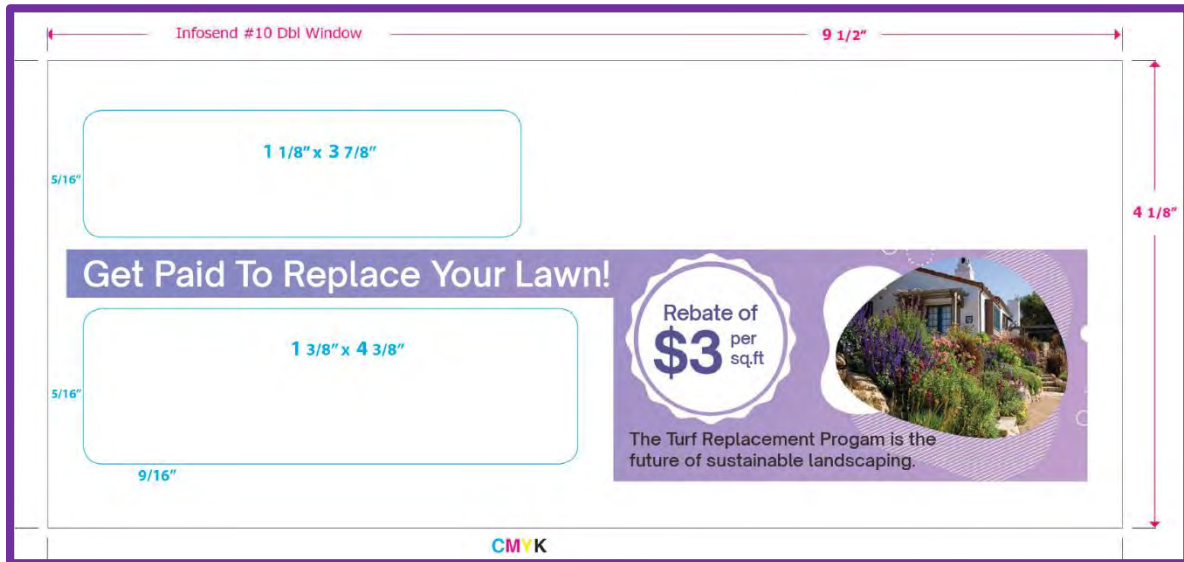 Infosend #10 Dbl Window
9 1/2"
1 1/8" x 3 7/8"
5/16"
4 1/8"
Get Paid To Replace Your Lawn!
Rebate of
$3 per
sq.ft
1 3/8" x 4 3/8"
5/16"
The Turf Replacement Progam is the
future of sustainable landscaping.
9/16"
CMYK